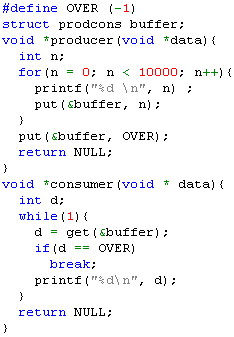 #define OVER (-1)
struct prodcons buffer;
void *producer(void *data){
  int n;
  for(n = 0; n < 10000; n++){
    printf("%d \n", n) ;
    put(&buffer, n);
  }
  put(&buffer, OVER);
  return NULL;
}
void *consumer(void * data){
  int d;
  while(1){
    d = get(&buffer);
    if(d == OVER)
      break;
    printf("%d\n", d);
  }
  return NULL;
}